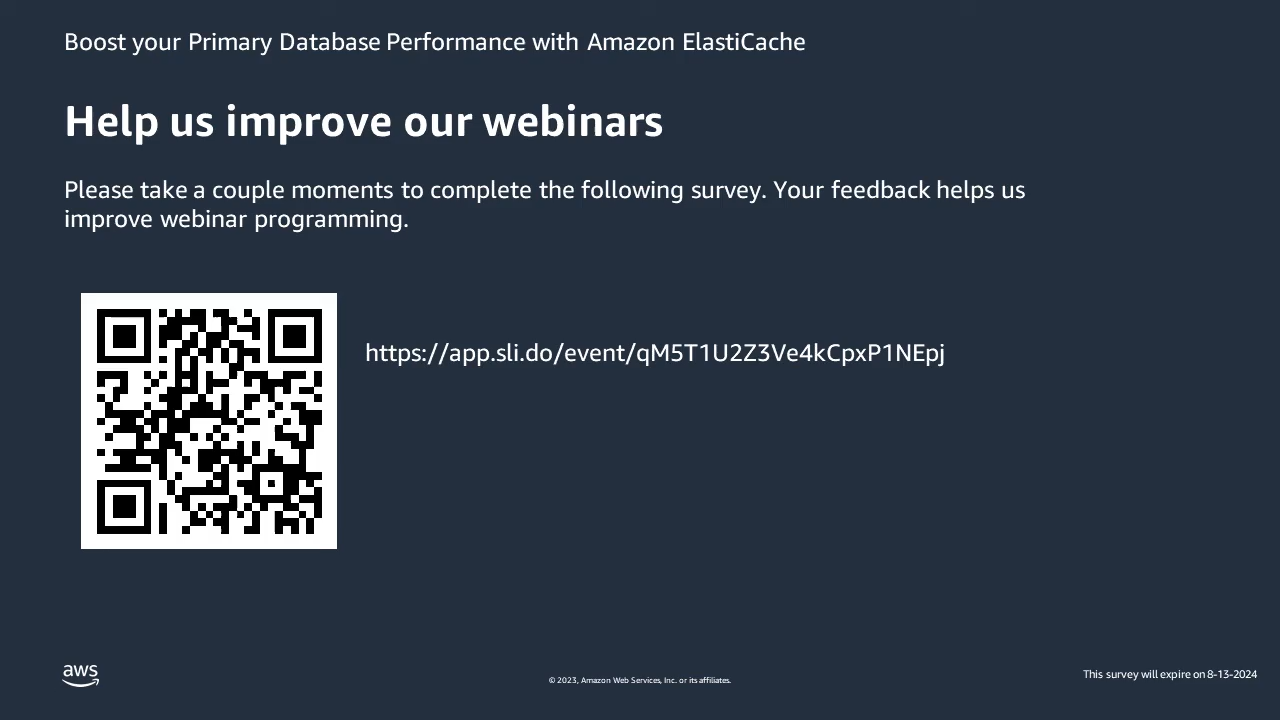 Boost your Primary Database Performance with Amazon ElastiCache
Help us improve our webinars
Please take a couple moments to complete the following survey. Your feedback helps us
improve webinar programming.
https://app.sli.do/event/qM5T1U2Z3Ve4kCpxP1NEpj
aws
© 2023, Amazon Web Services, Inc. or its affiliates.
This survey will expire on 8-13-2024